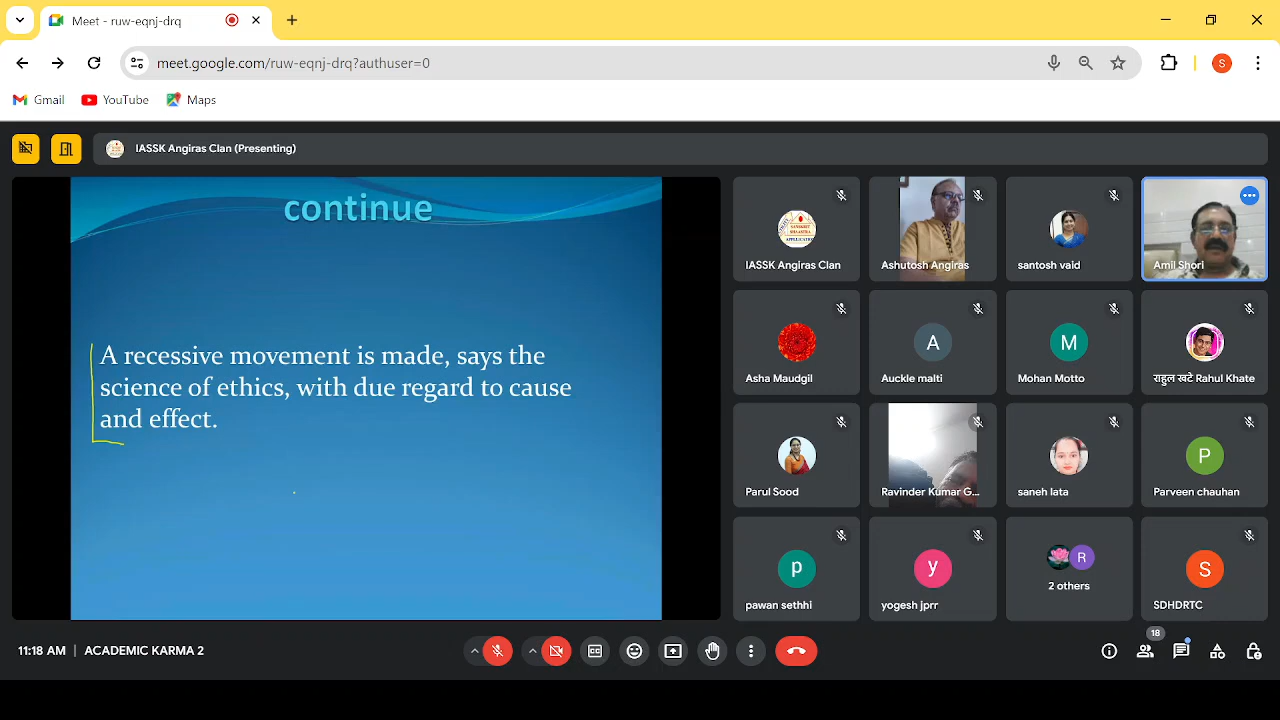 Meet - ruw-eqnj-drq
meet.google.com/ruw-eqnj-drq?authuser=0
S
Gmail
YouTube
Maps
IASSK Angiras Clan (Presenting)
continue
A recessive movement is made, says the
science of ethics, with due regard to cause
and effect.
IASSK Angiras Clan
Ashutosh Angiras
santosh vaid
Amil Shori
Asha Maudgil
A
Auckle malti
M
Mohan Motto
राहुल खटे Rahul Khate
Parul Sood
Ravinder Kumar G...
saneh lata
P
Parveen chauhan
p
pawan sethhi
y
yogesh jprr
R
2 others
S
SDHDRTC
11:18 AM | ACADEMIC KARMA 2
18